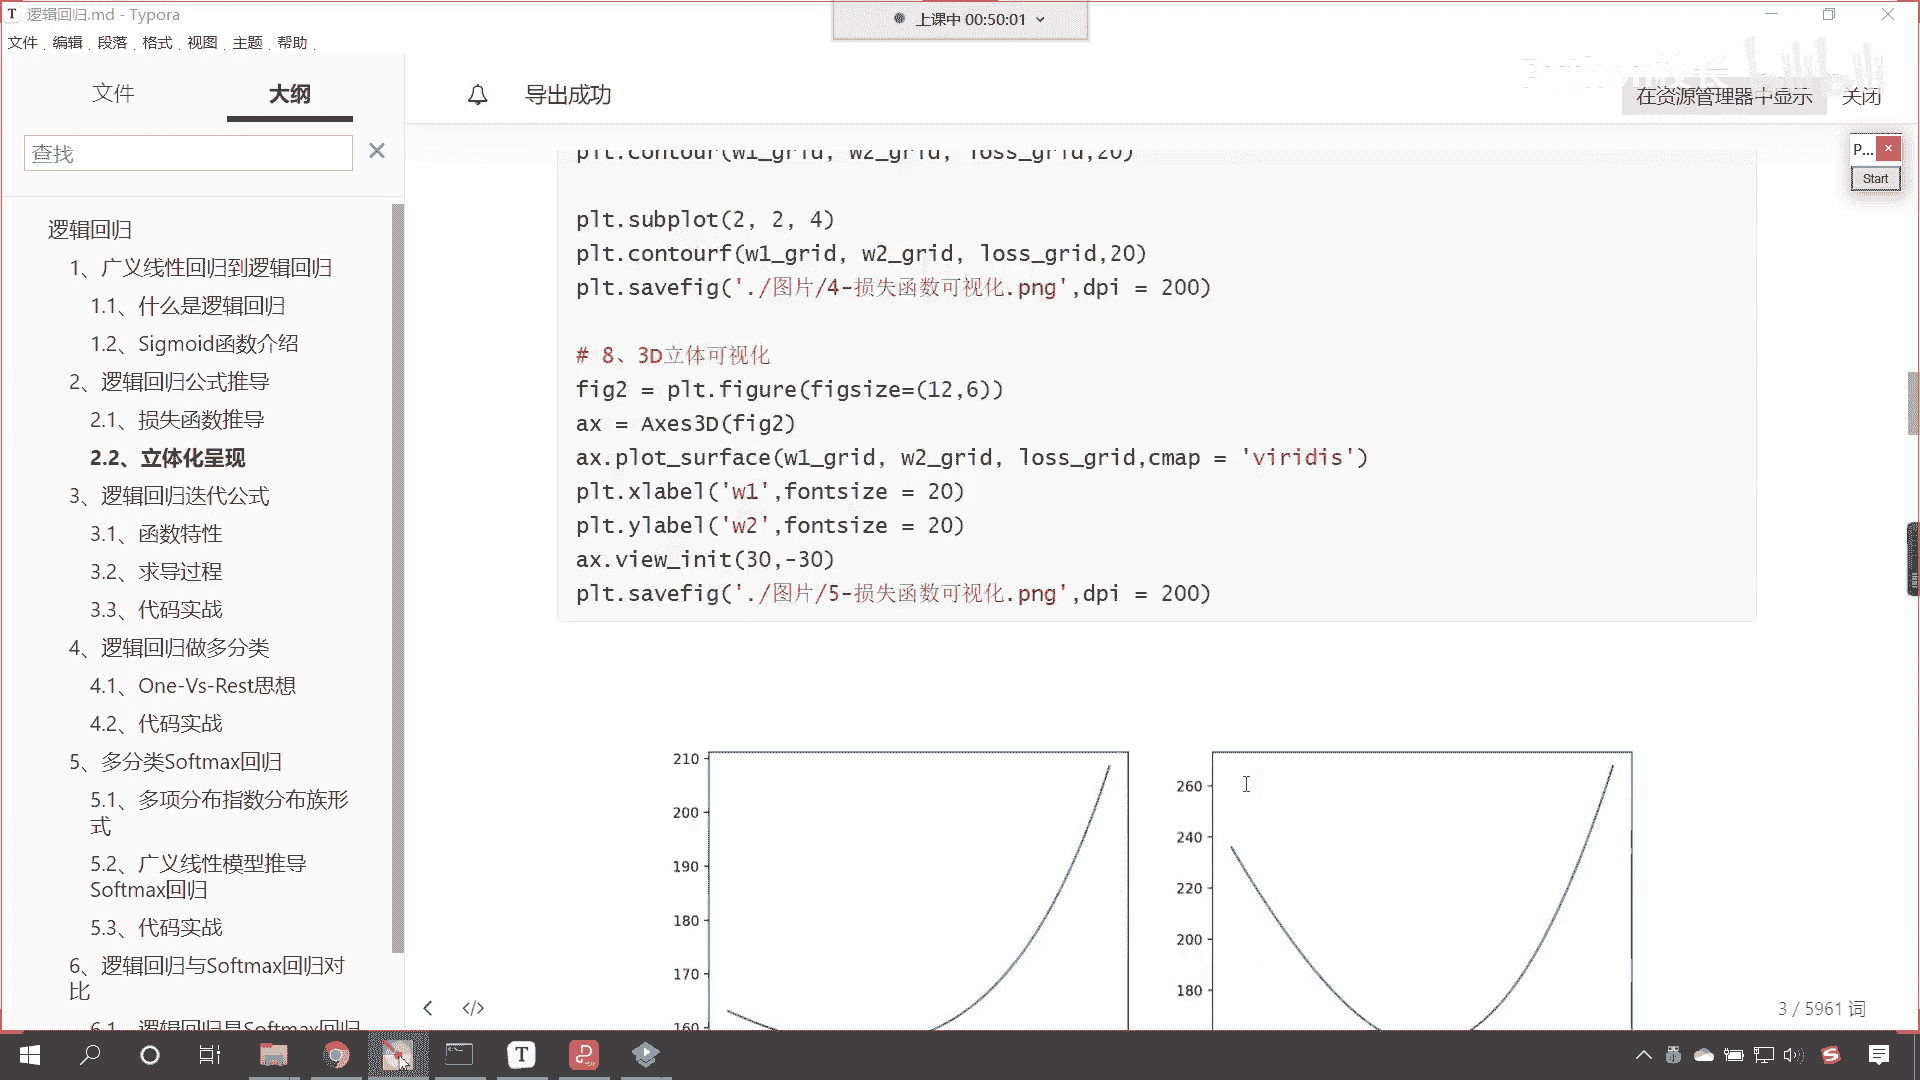 逻辑回归.md - Typora
上课中 00:50:01
文件 编辑 段落 格式 视图 主题 帮助
文件
大纲
导出成功
在资源管理器中显示
关闭
查找
P...
Start
逻辑回归
1、广义线性回归到逻辑回归
1.1、什么是逻辑回归
1.2、Sigmoid函数介绍
2、逻辑回归公式推导
2.1、损失函数推导
2.2、立体化呈现
3、逻辑回归迭代公式
3.1、函数特性
3.2、求导过程
3.3、代码实战
4、逻辑回归做多分类
4.1、One-Vs-Rest思想
4.2、代码实战
5、多分类Softmax回归
5.1、多项分布指数分布族形
式
5.2、广义线性模型推导
Softmax回归
5.3、代码实战
6、逻辑回归与Softmax回归对
比
6.1、逻辑回归是Softmax回归
plt.contour(w1_grid, w2_grid, loss_grid,20)
plt.subplot(2, 2, 4)
plt.contourf(w1_grid, w2_grid, loss_grid,20)
plt.savefig('./图片/4-损失函数可视化.png',dpi = 200)
# 8、3D立体可视化
fig2 = plt.figure(figsize=(12,6))
ax = Axes3D(fig2)
ax.plot_surface(w1_grid, w2_grid, loss_grid,cmap = 'viridis')
plt.xlabel('w1',fontsize = 20)
plt.ylabel('w2',fontsize = 20)
ax.view_init(30,-30)
plt.savefig('./图片/5-损失函数可视化.png',dpi = 200)
210
200
190
180
170
160
260
240
220
200
180
3 / 5961 词